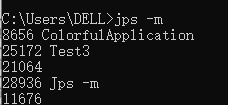 C:\Users\DELL>jps -m
8656 ColorfulApplication
25172 Test3
21064
28936 Jps -m
11676